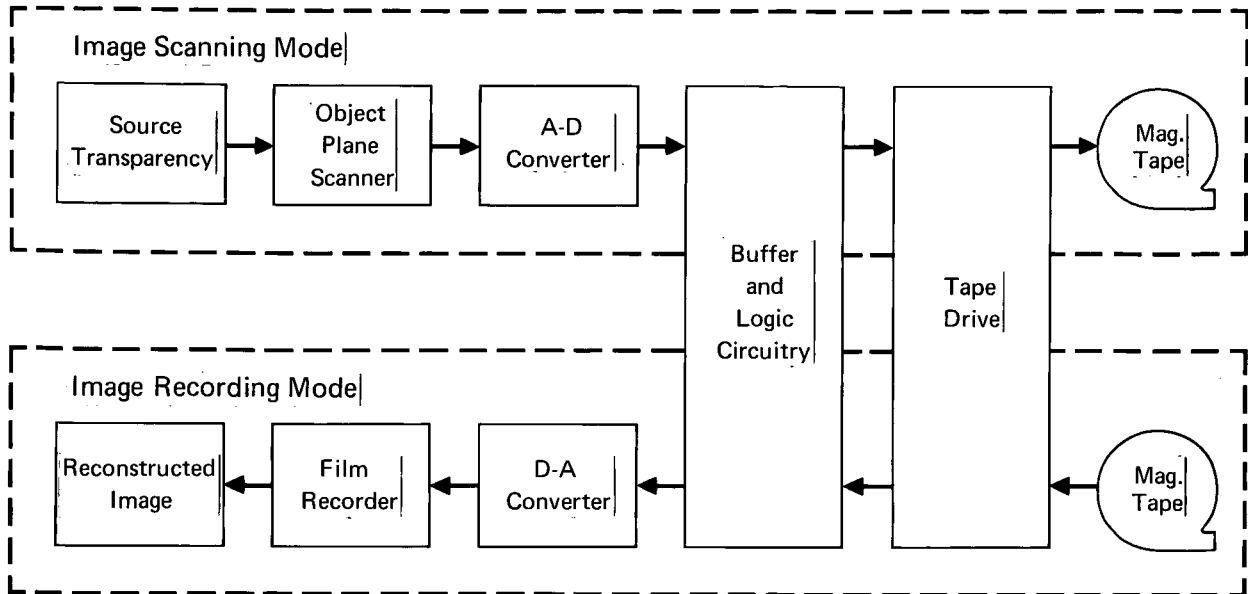 Image Scanning Mode
Source
Transparency
Object
Plane
Scanner
A-D
Converter
Buffer
and
Logic
Circuitry
Tape
Drive
Mag.
Tape
Image Recording Mode
Reconstructed
Image
Film
Recorder
D-A
Converter
Mag.
Tape